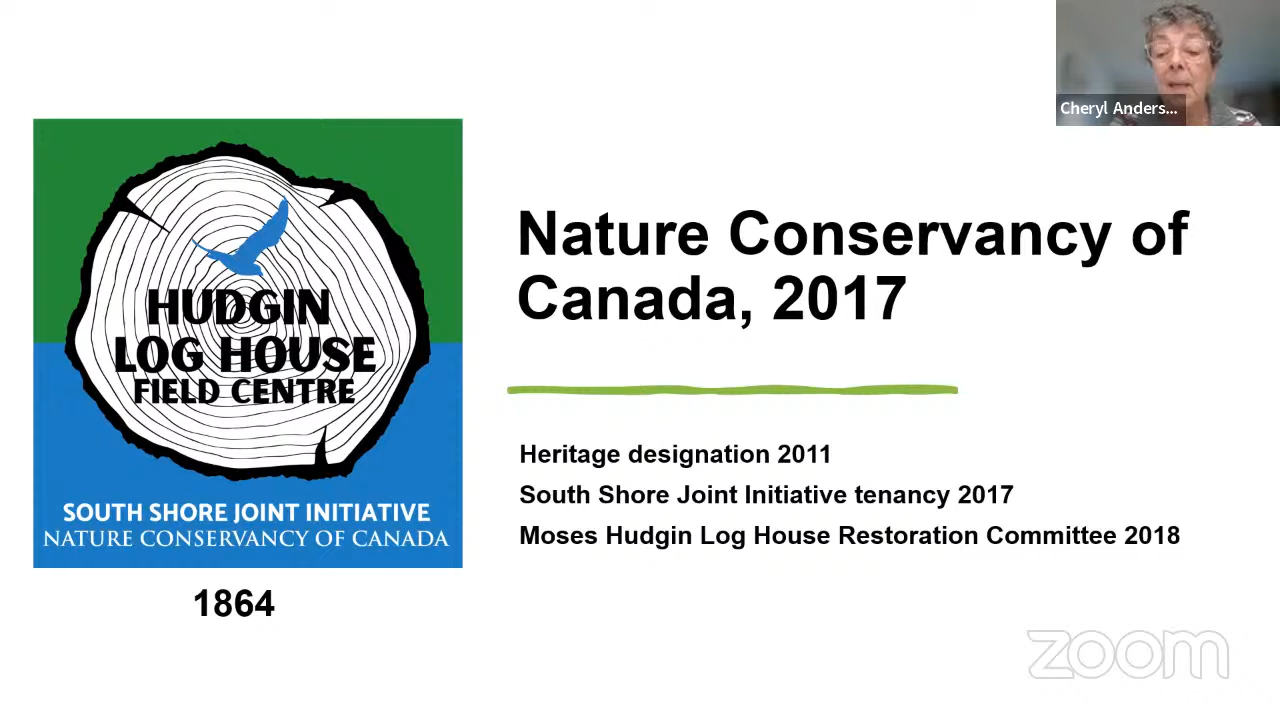 Cheryl Anders...
HUDGIN
LOG HOUSE
FIELD CENTRE
SOUTH SHORE JOINT INITIATIVE
NATURE CONSERVANCY OF CANADA
1864
Nature Conservancy of
Canada, 2017
Heritage designation 2011
South Shore Joint Initiative tenancy 2017
Moses Hudgin Log House Restoration Committee 2018
zoom